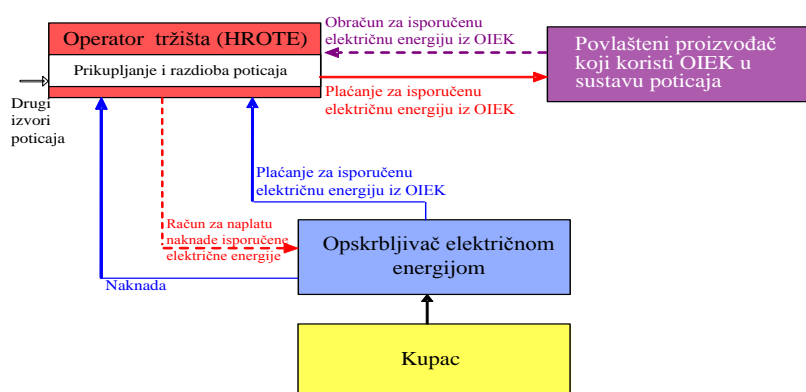 Operator tržišta (HROTE)
Prikupljanje i razdioba poticaja
Drugi
izvori
poticaja
Obračun za isporučenu
električnu energiju iz OIEK
Plaćanje za isporučenu
električnu energiju iz OIEK
Povlašteni proizvođač
koji koristi OIEK u
sustavu poticaja
Plaćanje za isporučenu
električnu energiju iz OIEK
Račun za naplatu
naknade isporučene
električne energije
Naknada
Opskrbljivač električnom
energijom
Kupac